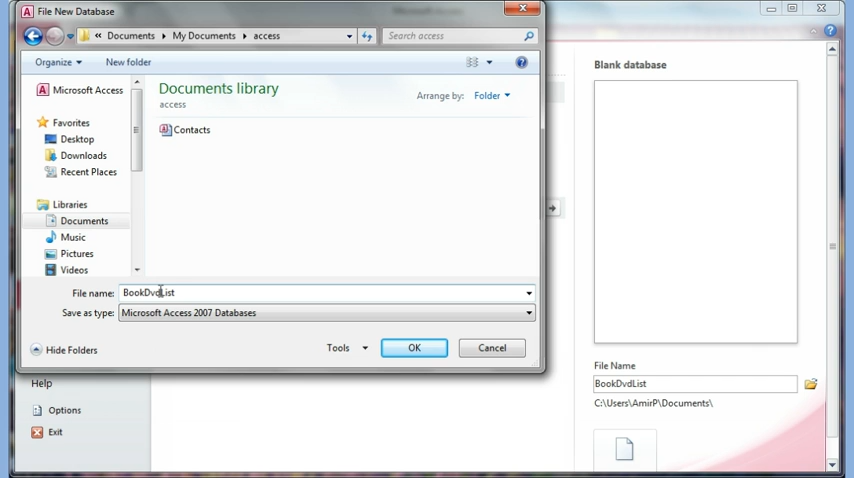 File New Database
« Documents My Documents access
Search access
Organize New folder
Microsoft Access
Favorites
Desktop
Downloads
Recent Places
Libraries
Documents
Music
Pictures
Videos
Documents library
access
Arrange by: Folder
Contacts
File name: BookDvdList
Save as type: Microsoft Access 2007 Databases
Hide Folders
Tools OK Cancel
Help
Options
Exit
Blank database
File Name
BookDvdList
C:\Users\AmirP\Documents\